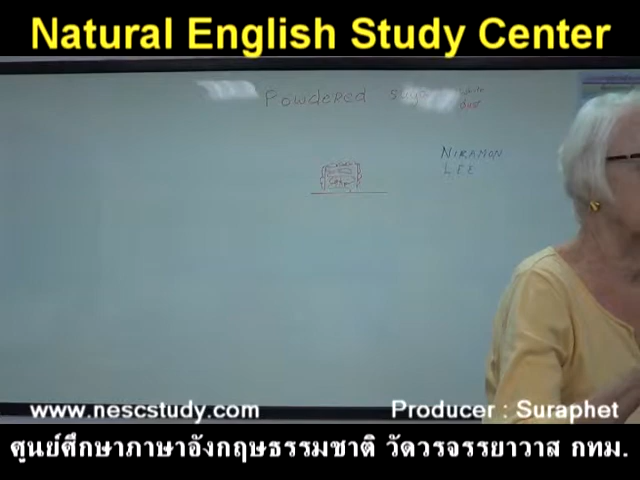 Natural English Study Center
Powdered
NIRAMON
LEE
www.nescstudy.com
Producer : Suraphet
ศูนย์ศึกษาภาษาอังกฤษธรรมชาติ วัดวรจรรยาวาส กทม.